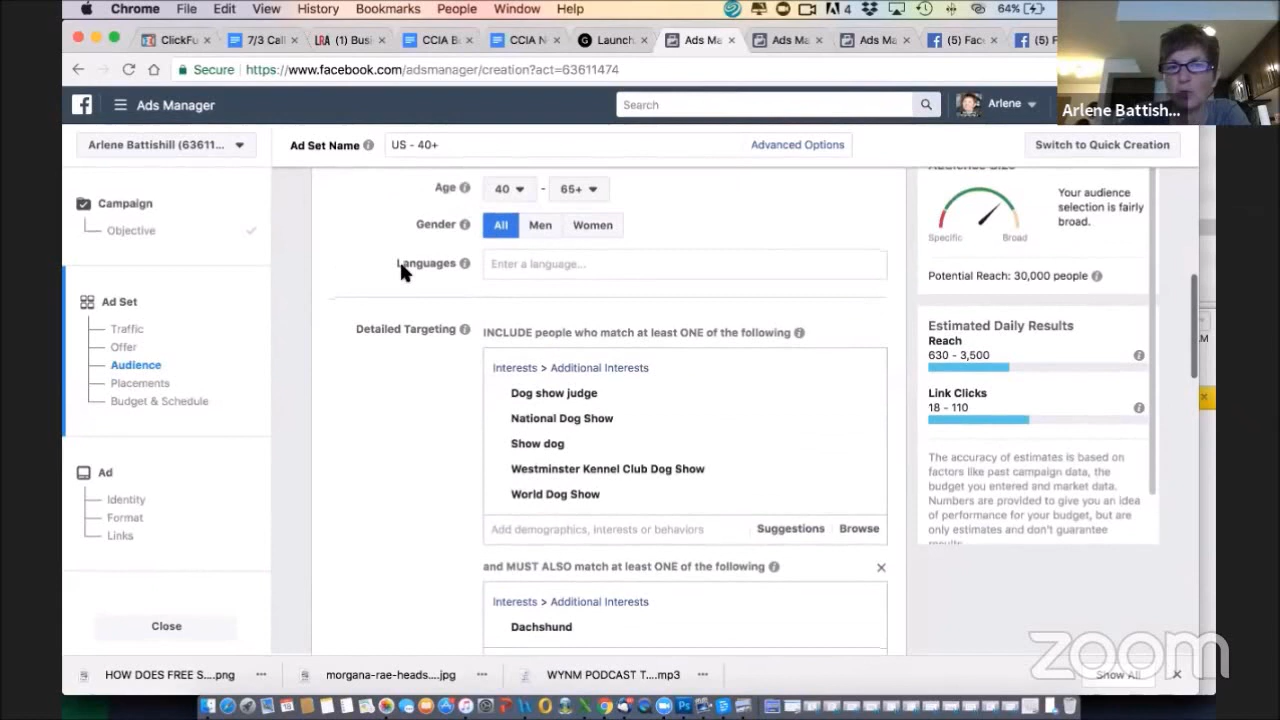 Chrome File Edit View History Bookmarks People Window Help 4 64%
ClickFu 7/3 Call LRA (1) Busi CCIA B CCIA N Launch. Ads Ma Ads Ma Ads Ma (5) Fac (5) F
Secure https://www.facebook.com/adsmanager/creation?act=63611474
Arlene Battish...
Ads Manager Search Arlene
Arlene Battishill (63611... Ad Set Name US - 40+ Advanced Options Switch to Quick Creation
Campaign
Objective
Ad Set
Traffic
Offer
Audience
Placements
Budget & Schedule
Ad
Identity
Format
Links
Close
Age 40 - 65+
Gender All Men Women
Languages Enter a language...
Detailed Targeting INCLUDE people who match at least ONE of the following
Interests > Additional Interests
Dog show judge
National Dog Show
Show dog
Westminster Kennel Club Dog Show
World Dog Show
Add demographics, interests or behaviors Suggestions Browse
and MUST ALSO match at least ONE of the following
Interests > Additional Interests
Dachshund
Audience Size
Your audience
selection is fairly
broad.
Specific Broad
Potential Reach: 30,000 people
Estimated Daily Results
Reach
630 - 3,500
Link Clicks
18 - 110
The accuracy of estimates is based on
factors like past campaign data, the
budget you entered and market data.
Numbers are provided to give you an idea
of performance for your budget, but are
only estimates and don't guarantee
results.
HOW DOES FREE S....png morgana-rae-heads....jpg WYNM PODCAST T....mp3 Show All
zoom